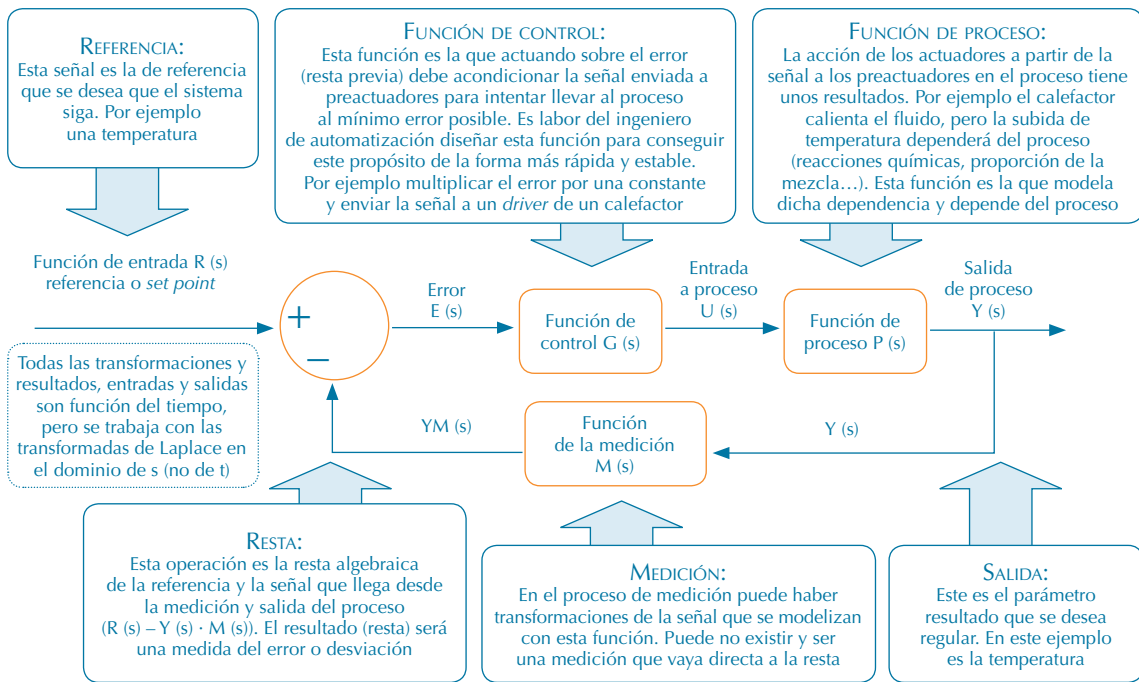 REFERENCIA:
Esta señal es la de referencia
que se desea que el sistema
siga. Por ejemplo
una temperatura
FUNCIÓN DE CONTROL:
Esta función es la que actuando sobre el error
(resta previa) debe acondicionar la señal enviada a
preactuadores para intentar llevar al proceso
al mínimo error posible. Es labor del ingeniero
de automatización diseñar esta función para conseguir
este propósito de la forma más rápida y estable.
Por ejemplo multiplicar el error por una constante
y enviar la señal a un driver de un calefactor
FUNCIÓN DE PROCESO:
La acción de los actuadores a partir de la
señal a los preactuadores en el proceso tiene
unos resultados. Por ejemplo el calefactor
calienta el fluido, pero la subida de
temperatura dependerá del proceso
(reacciones químicas, proporción de la
mezcla…). Esta función es la que modela
dicha dependencia y depende del proceso
Función de entrada R (s)
referencia o set point
+
–
Error
E (s)
Función de
control G (s)
Entrada
a proceso
U (s)
Función de
proceso P (s)
Salida
de proceso
Y (s)
Todas las transformaciones y
resultados, entradas y salidas
son función del tiempo,
pero se trabaja con las
transformadas de Laplace en
el dominio de s (no de t)
YM (s)
Función
de la medición
M (s)
Y (s)
RESTA:
Esta operación es la resta algebraica
de la referencia y la señal que llega desde
la medición y salida del proceso
(R (s) – Y (s) · M (s)). El resultado (resta) será
una medida del error o desviación
MEDICIÓN:
En el proceso de medición puede haber
transformaciones de la señal que se modelizan
con esta función. Puede no existir y ser
una medición que vaya directa a la resta
SALIDA:
Este es el parámetro
resultado que se desea
regular. En este ejemplo
es la temperatura